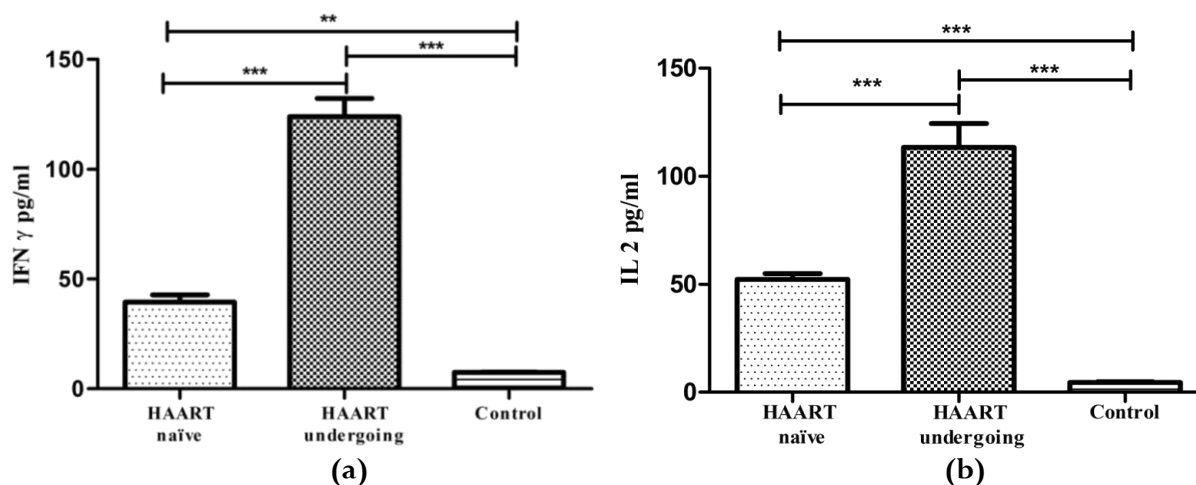 **
***
***
150
100
50
0
IFN γ pg/ml
HAART
naïve
HAART
undergoing
Control
(a)
***
***
***
150
100
50
0
IL 2 pg/ml
HAART
naïve
HAART
undergoing
Control
(b)